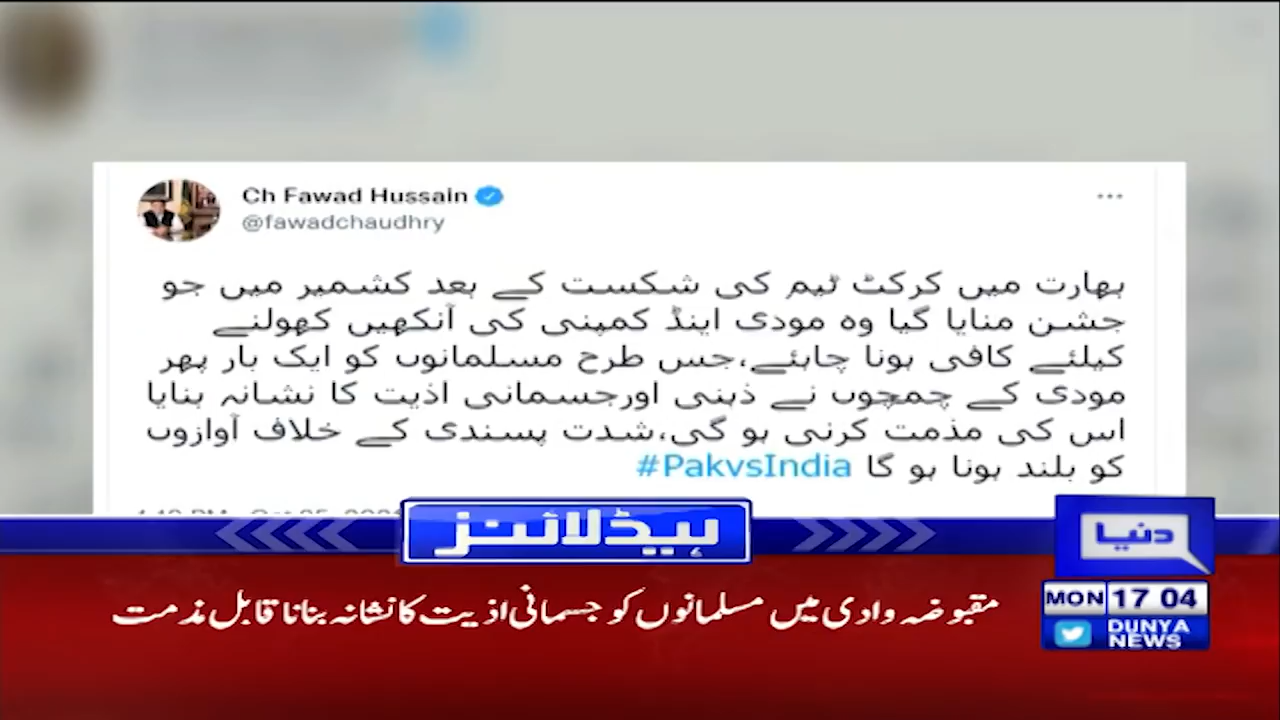 Ch Fawad Hussain
@fawadchaudhry
بھارت میں کرکٹ ٹیم کی شکست کے بعد کشمیر میں جو
جشن منایا گیا وہ مودی اینڈ کمپنی کی آنکھیں کھولنے
کیلئے کافی ہونا چاہئے،جس طرح مسلمانوں کو ایک بار پھر
مودی کے چمچوں نے ذہنی اورجسمانی اذیت کا نشانہ بنایا
اس کی مذمت کرنی ہو گی،شدت پسندی کے خلاف آوازوں
کو بلند ہونا ہو گا #PakvsIndia
ہیڈلائنز
دنیا
مقبوضہ وادی میں مسلمانوں کو جسمانی اذیت کا نشانہ بنانا قابل مذمت
MON 17 04
DUNYA
NEWS